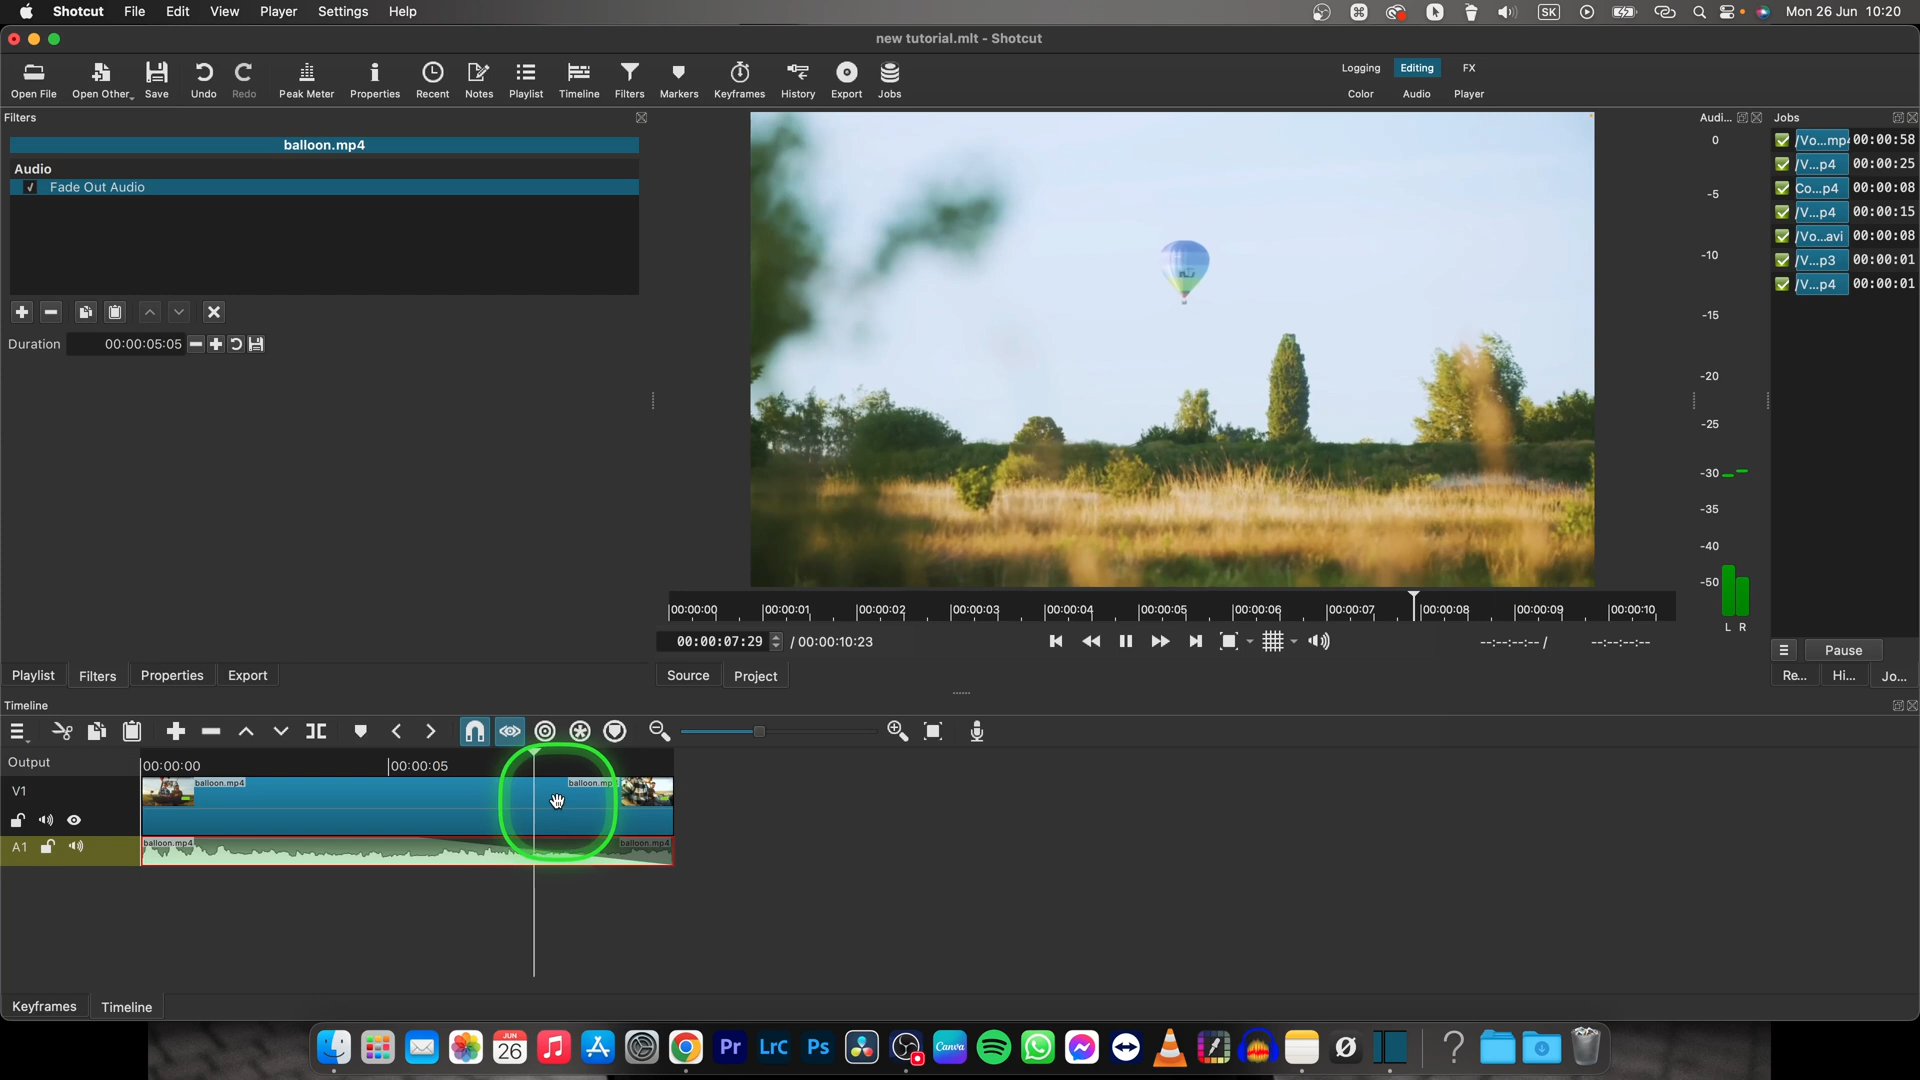 Shotcut File Edit View Player Settings Help
SK Mon 26 Jun 10:20
new tutorial.mlt - Shotcut
Open File Open Other Save Undo Redo Peak Meter Properties Recent Notes Playlist Timeline Filters Markers Keyframes History Export Jobs
Logging Editing FX
Color Audio Player
Filters
balloon.mp4
Audio
Fade Out Audio
Duration 00:00:05:05
Audi...
0
-5
-10
-15
-20
-25
-30
-35
-40
-50
L R
Jobs
/Vo...mp4 00:00:58
/V...p4 00:00:25
Co...p4 00:00:08
/V...p4 00:00:15
/Vo...avi 00:00:08
/V...p3 00:00:01
/V...p4 00:00:01
00:00:00 00:00:01 00:00:02 00:00:03 00:00:04 00:00:05 00:00:06 00:00:07 00:00:08 00:00:09 00:00:10
00:00:07:29 / 00:00:10:23
--:--:--:-- / --:--:--:--
Pause
Playlist Filters Properties Export
Source Project
Re... Hi... Jo...
Timeline
Output
00:00:00 00:00:05
V1
balloon.mp4 balloon.mp
A1
balloon.mp4 balloon.mp4
Keyframes Timeline
JUN
26
Pr LrC Ps Canva